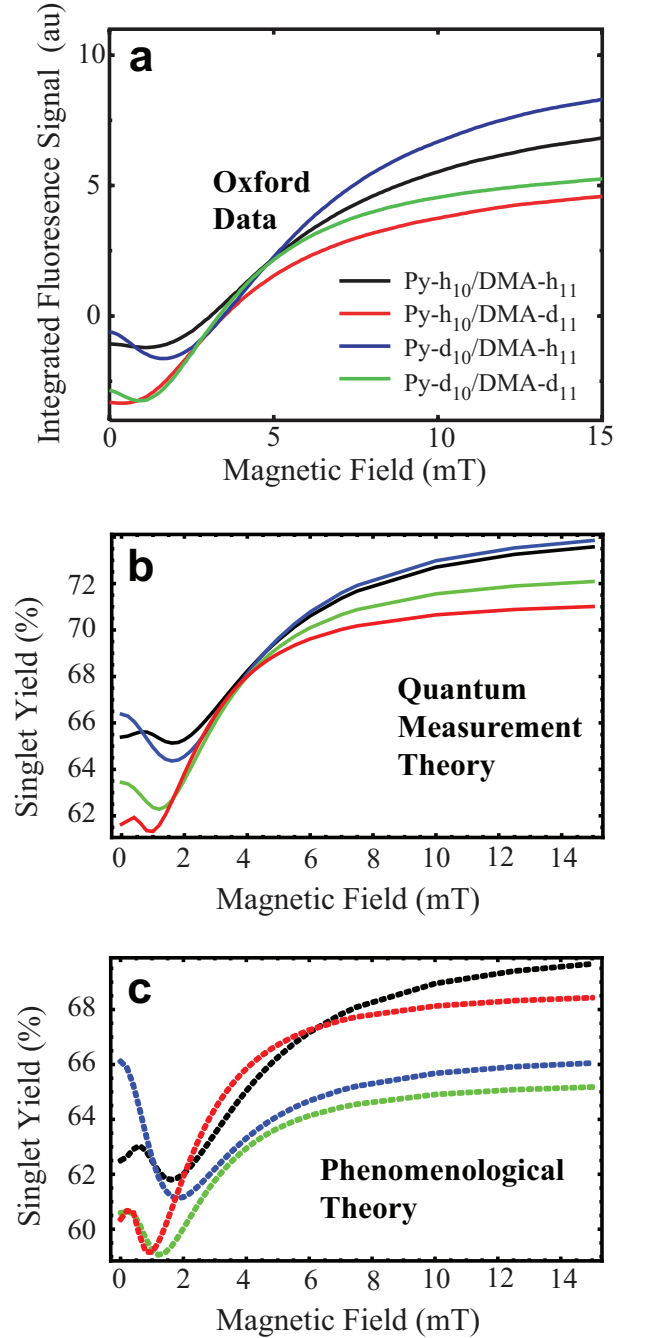 a
Integrated Fluoresence Signal (au)
10
5
0
Oxford
Data
Py-h10/DMA-h11
Py-h10/DMA-d11
Py-d10/DMA-h11
Py-d10/DMA-d11
0 5 10 15
Magnetic Field (mT)
b
Singlet Yield (%)
72
70
68
66
64
62
Quantum
Measurement
Theory
0 2 4 6 8 10 12 14
Magnetic Field (mT)
c
Singlet Yield (%)
68
66
64
62
60
Phenomenological
Theory
0 2 4 6 8 10 12 14
Magnetic Field (mT)